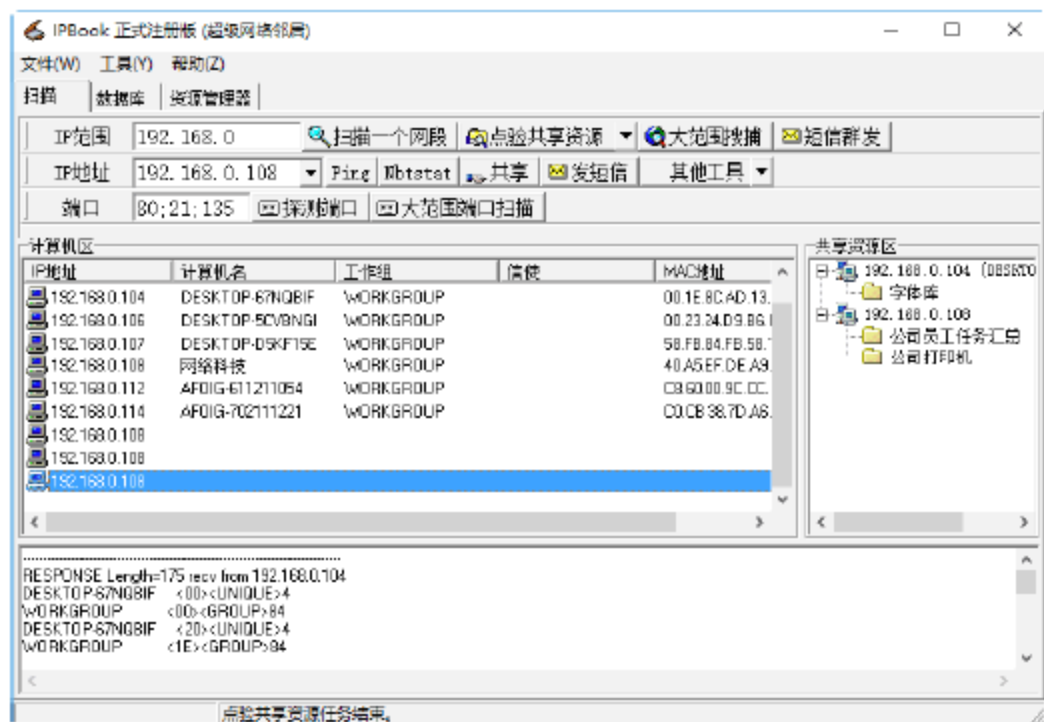 IPBook 正式注册版 (超级网络邻居)
文件(W) 工具(Y) 帮助(Z)
扫描 数据库 资源管理器
IP范围 192.168.0 扫描一个网段 点验共享资源 大范围搜捕 短信群发
IP地址 192.168.0.108 Ping Nbtstat 共享 发短信 其他工具
端口 80;21;135 探测端口 大范围端口扫描
计算机区 共享资源区
IP地址 计算机名 工作组 信使 MAC地址
192.168.0.104 DESKTOP-67NQBIF \WORKGROUP 00.1E.8C.AD.13.
192.168.0.106 \WORKGROUP 00.23.24.D9.B6.
192.168.0.107 \WORKGROUP 58.FB.84.FB.58.
192.168.0.108 网络科技 \WORKGROUP 40.A5.EF.DE.A9.
192.168.0.112 AFOIG-611211054 \WORKGROUP C8.60.00.9C.CC.
192.168.0.114 AFOIG-702111221 \WORKGROUP C0.CB.38.7D.A6.
192.168.0.108
192.168.0.108
192.168.0.108
192.168.0.104 (DESKTO
字体库
192.168.0.108
公司员工任务汇总
公司打印机
RESPONSE Length=175 recv from 192.168.0.104
DESKTOP-67NQBIF <00><UNIQUE>4
WORKGROUP <00><GROUP>84
DESKTOP-67NQBIF <20><UNIQUE>4
WORKGROUP <1E><GROUP>84
点验共享资源任务结束。